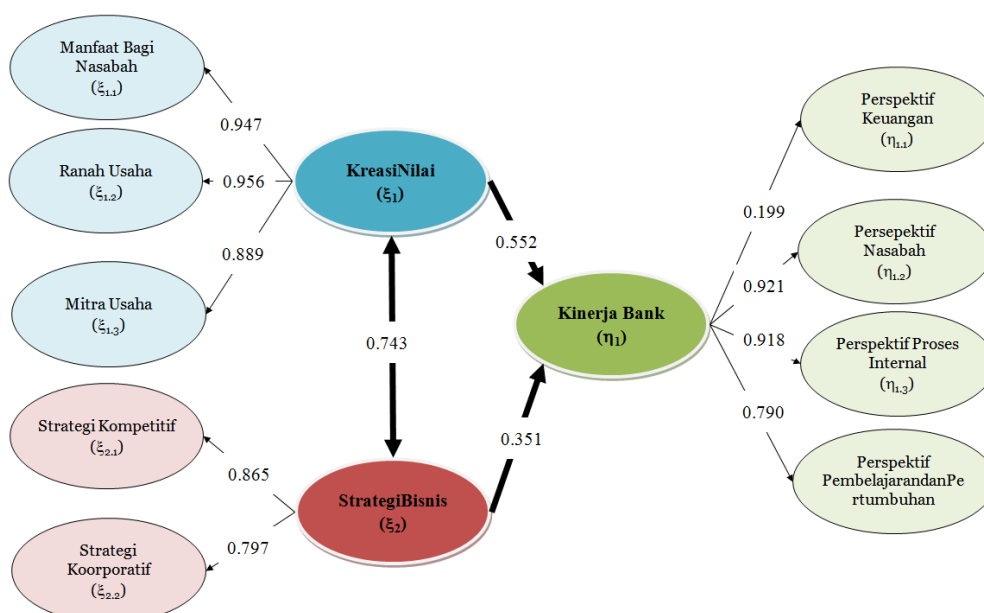 Manfaat Bagi
Nasabah
(ξ1.1)
0.947
Ranah Usaha
(ξ1.2)
0.956
0.889
Mitra Usaha
(ξ1.3)
KreasiNilai
(ξ1)
0.743
Strategi Kompetitif
(ξ2.1)
0.865
StrategiBisnis
(ξ2)
0.797
Strategi
Koorporatif
(ξ2.2)
0.552
0.351
Kinerja Bank
(η1)
0.199
0.921
0.918
0.790
Perspektif
Keuangan
(η1.1)
Persepektif
Nasabah
(η1.2)
Perspektif Proses
Internal
(η1.3)
Perspektif
PembelajarandanPe
rtumbuhan